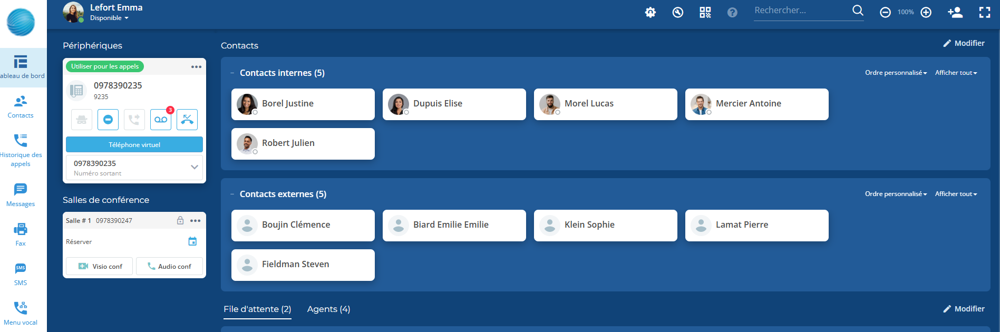 Lefort Emma
Disponible
Rechercher...
100%
ableau de bord
Contacts
Historique des
appels
Messages
Fax
SMS
SMS
Menu vocal
Périphériques
Utiliser pour les appels
0978390235
9235
3
Téléphone virtuel
0978390235
Numéro sortant
Salles de conférence
Salle # 1 0978390247
Réserver
Visio conf
Audio conf
Contacts
Modifier
Contacts internes (5)
Ordre personnalisé
Afficher tout
Borel Justine
Dupuis Elise
Morel Lucas
Mercier Antoine
Robert Julien
Contacts externes (5)
Ordre personnalisé
Afficher tout
Boujin Clémence
Biard Emilie Emilie
Klein Sophie
Lamat Pierre
Fieldman Steven
File d'attente (2)
Agents (4)
Modifier